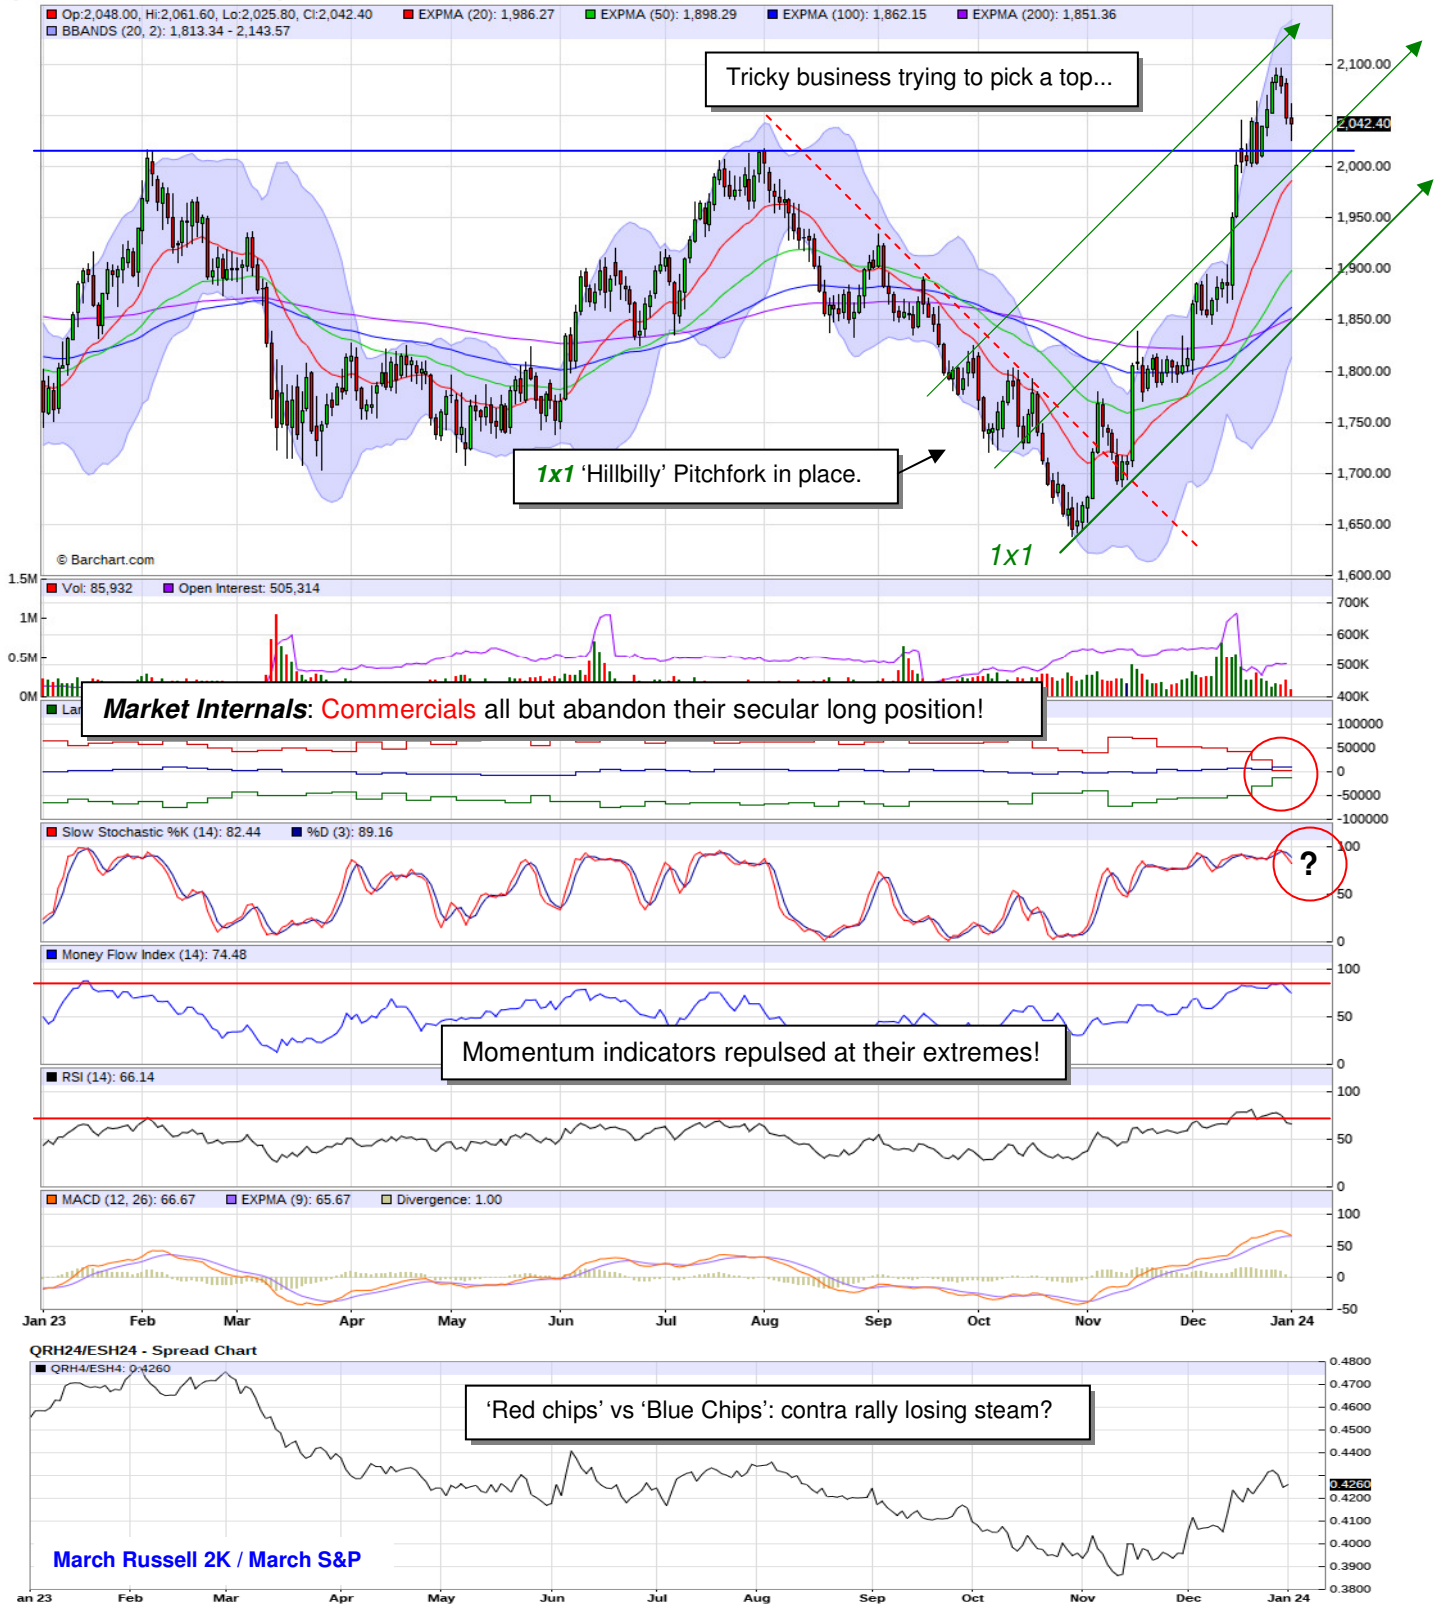 Op:2,048.00, Hi:2,061.60, Lo:2,025.80, Cl:2,042.40 EXPMA (20): 1,986.27 EXPMA (50): 1,898.29 EXPMA (100): 1,862.15 EXPMA (200): 1,851.36
BBANDS (20, 2): 1,813.34 - 2,143.57
Tricky business trying to pick a top...
2,100.00
2,042.40
2,000.00
1,950.00
1,900.00
1,850.00
1,800.00
1,750.00
1,700.00
1,650.00
1,600.00
1x1 ‘Hillbilly’ Pitchfork in place.
1x1
© Barchart.com
Vol: 85,932 Open Interest: 505,314
1.5M
1M
0.5M
0M
700K
600K
500K
400K
Market Internals: Commercials all but abandon their secular long position!
100000
50000
0
-50000
-100000
Slow Stochastic %K (14): 82.44 %D (3): 89.16
?
100
50
0
Money Flow Index (14): 74.48
100
50
0
Momentum indicators repulsed at their extremes!
RSI (14): 66.14
100
50
0
MACD (12, 26): 66.67 EXPMA (9): 65.67 Divergence: 1.00
100
50
0
-50
Jan 23 Feb Mar Apr May Jun Jul Aug Sep Oct Nov Dec Jan 24
QRH24/ESH24 - Spread Chart
QRH4/ESH4: 0.4260
‘Red chips’ vs ‘Blue Chips’: contra rally losing steam?
0.4800
0.4700
0.4600
0.4500
0.4400
0.4260
0.4200
0.4100
0.4000
0.3900
0.3800
March Russell 2K / March S&P
an 23 Feb Mar Apr May Jun Jul Aug Sep Oct Nov Dec Jan 24